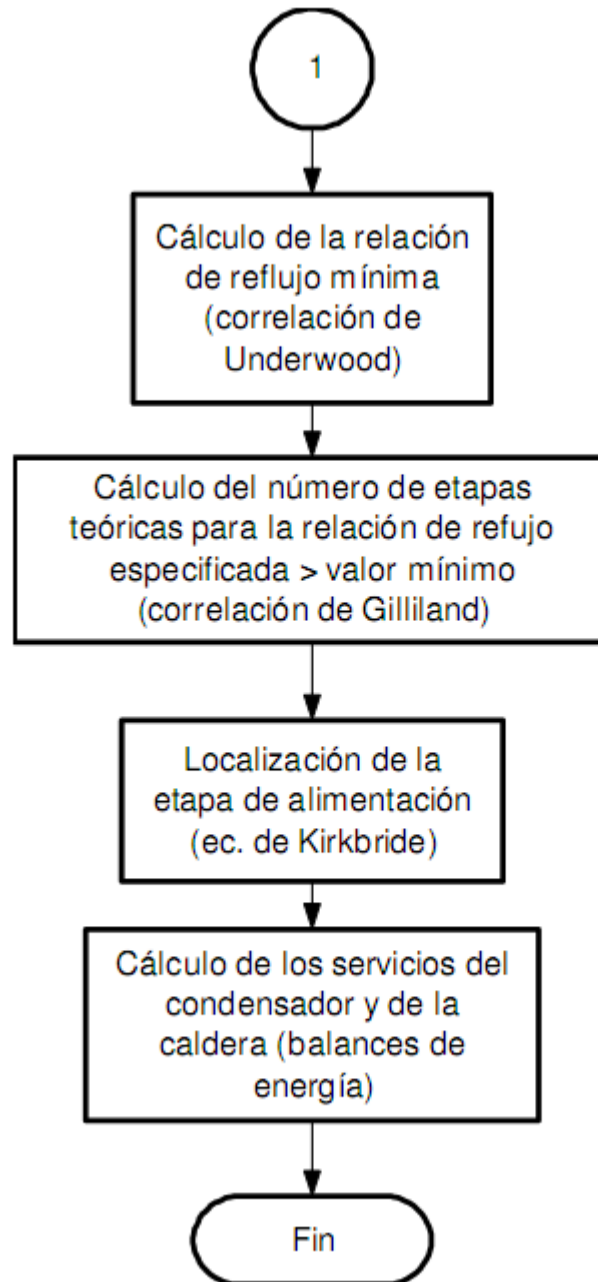 1
Cálculo de la relación
de reflujo mínima
(correlación de
Underwood)
Cálculo del número de etapas
teóricas para la relación de refujo
especificada > valor mínimo
(correlación de Gilliland)
Localización de la
etapa de alimentación
(ec. de Kirkbride)
Cálculo de los servicios del
condensador y de la
caldera (balances de
energía)
Fin